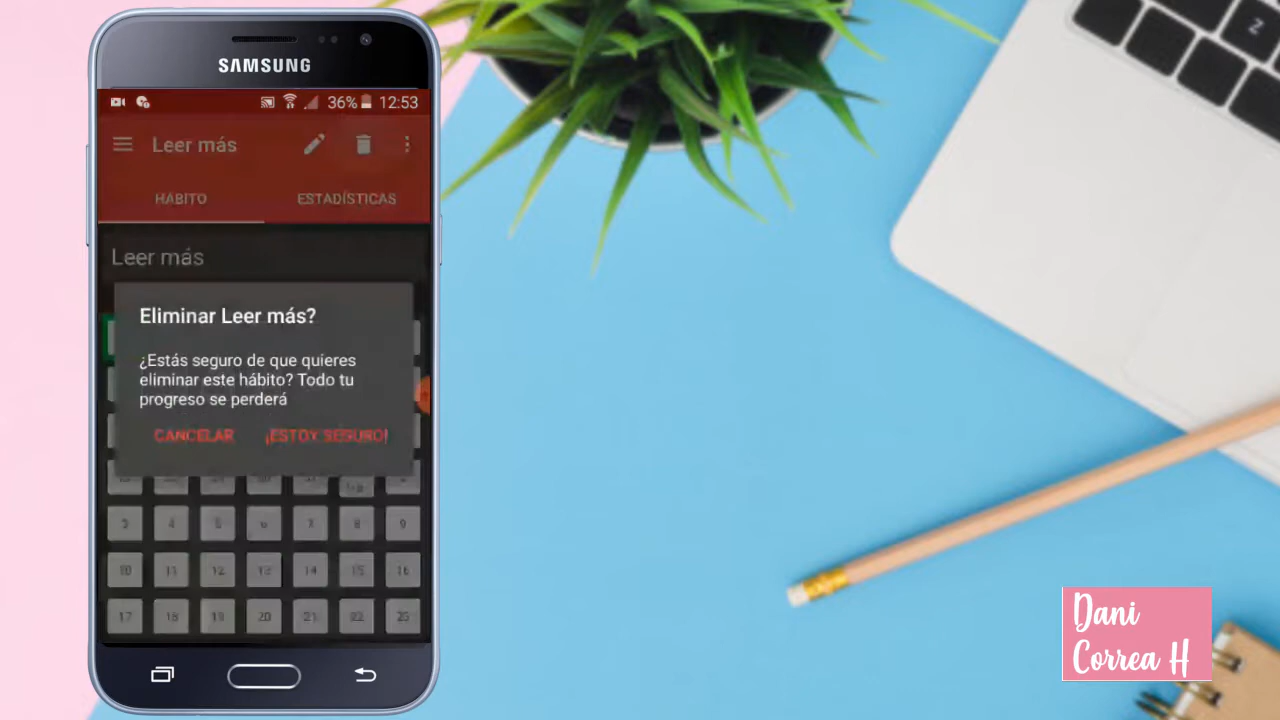 SAMSUNG
36% 12:53
Leer más
HÁBITO ESTADÍSTICAS
Leer más
Eliminar Leer más?
¿Estás seguro de que quieres
eliminar este hábito? Todo tu
progreso se perderá
CANCELAR ¡ESTOY SEGURO!
3 4 5 6 7 8 9
10 11 12 13 14 15 16
17 18 19 20 21 22 23
Z
Dani
Correa H